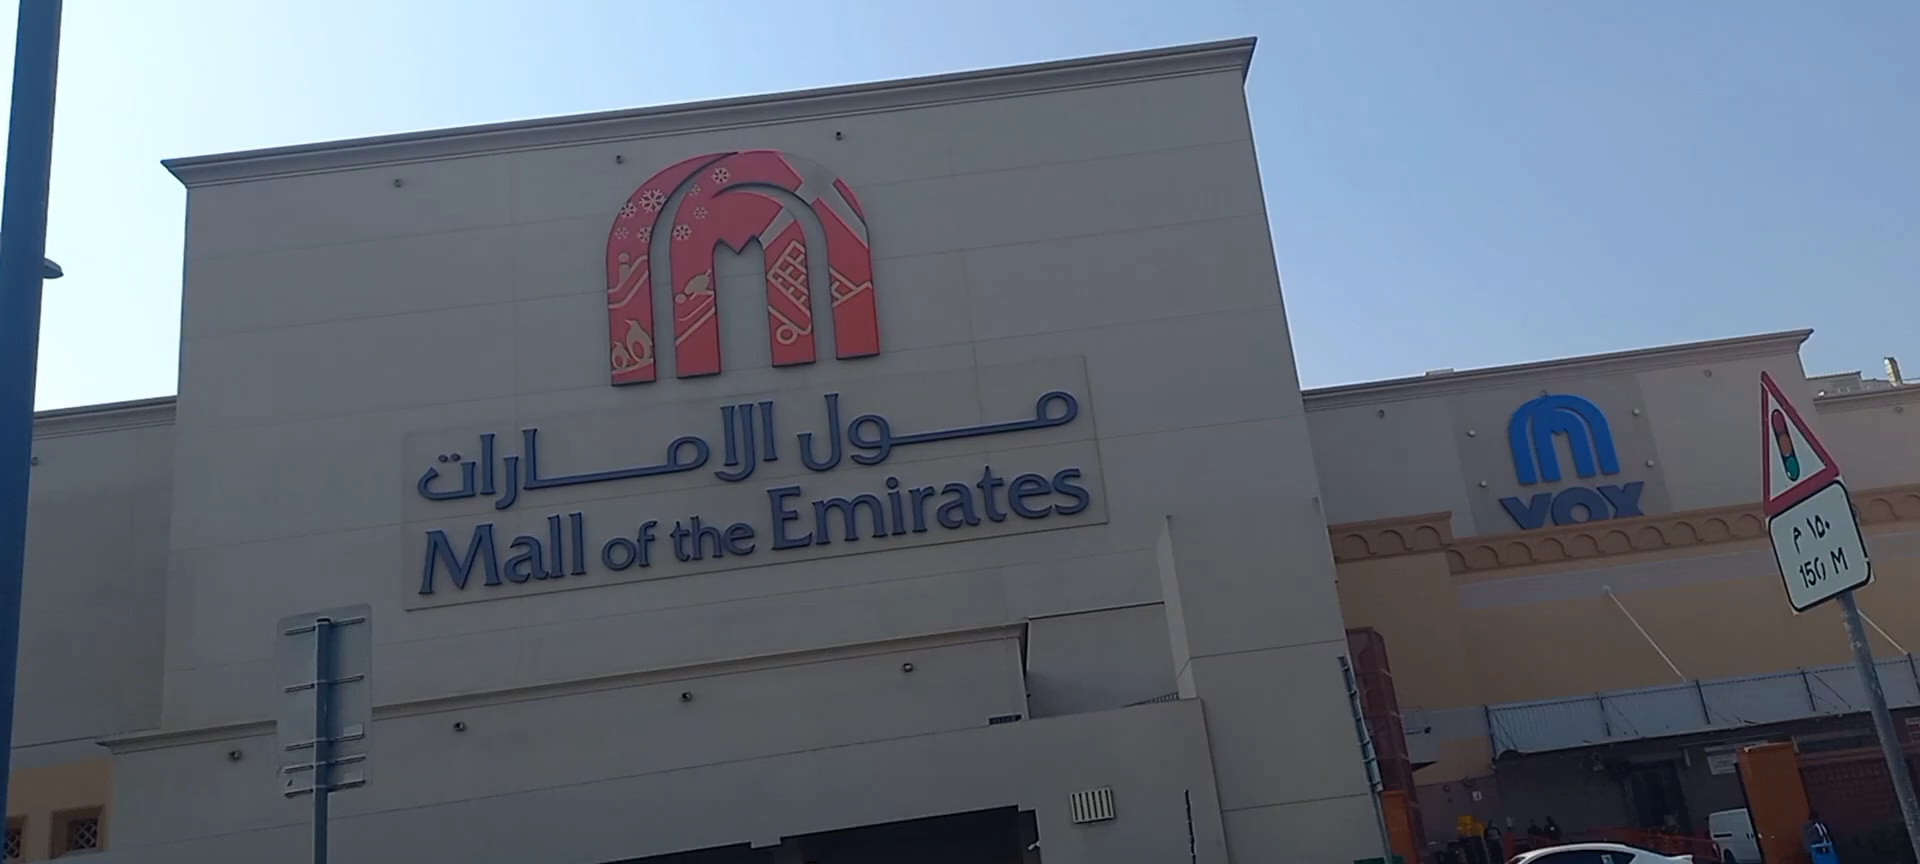 مول الإمارات
Mall of the Emirates
VOX
١٥٠ م
150 M